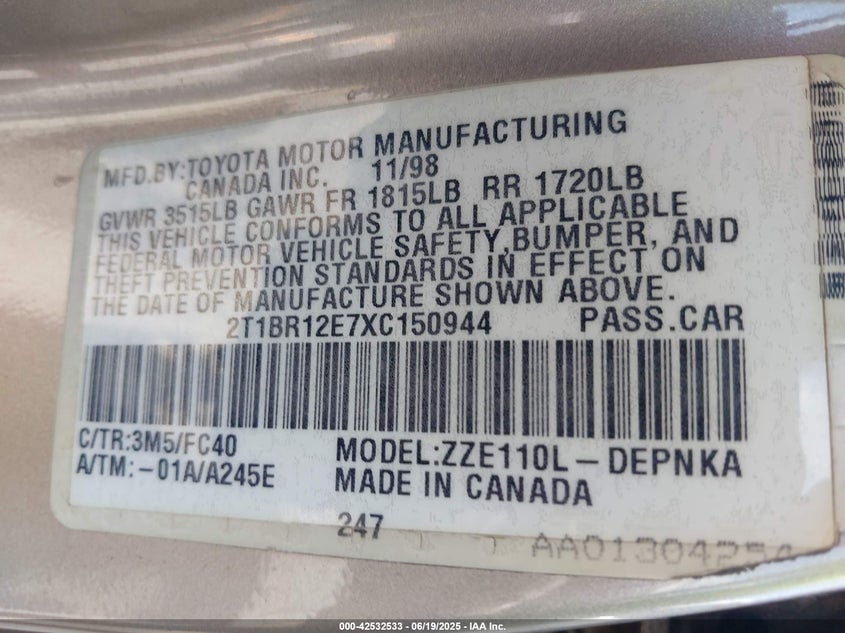 MFD.BY:TOYOTA MOTOR MANUFACTURING
CANADA INC. 11/98
GVWR 3515LB GAWR FR 1815LB RR 1720LB
THIS VEHICLE CONFORMS TO ALL APPLICABLE
FEDERAL MOTOR VEHICLE SAFETY,BUMPER, AND
THEFT PREVENTION STANDARDS IN EFFECT ON
THE DATE OF MANUFACTURE SHOWN ABOVE.
2T1BR12E7XC150944 PASS.CAR
C/TR:3M5/FC40 MODEL:ZZE110L-DEPNKA
A/TM:-01A/A245E MADE IN CANADA
247
AA01304254
000-42532533 / 06/19/2025 - IAA Inc.